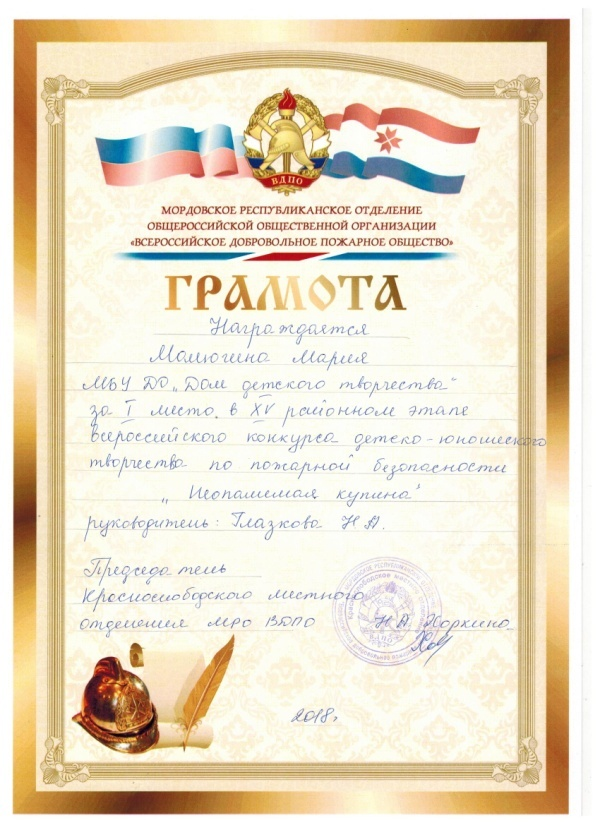 ВДПО
МОРДОВСКОЕ РЕСПУБЛИКАНСКОЕ ОТДЕЛЕНИЕ
ОБЩЕРОССИЙСКОЙ ОБЩЕСТВЕННОЙ ОРГАНИЗАЦИИ
«ВСЕРОССИЙСКОЕ ДОБРОВОЛЬНОЕ ПОЖАРНОЕ ОБЩЕСТВО»
ГРАМОТА
Награждается
Малюгина Мария
МБУ ДО „Дом детского творчества“
за I место в XV районном этапе
Всероссийского конкурса детско-юношеского
творчества по пожарной безопасности
„Неопалимая купина“
руководитель: Глазкова Н.А.
Председатель
Краснослободского местного
отделения МРО ВДПО Н.А.
2018г